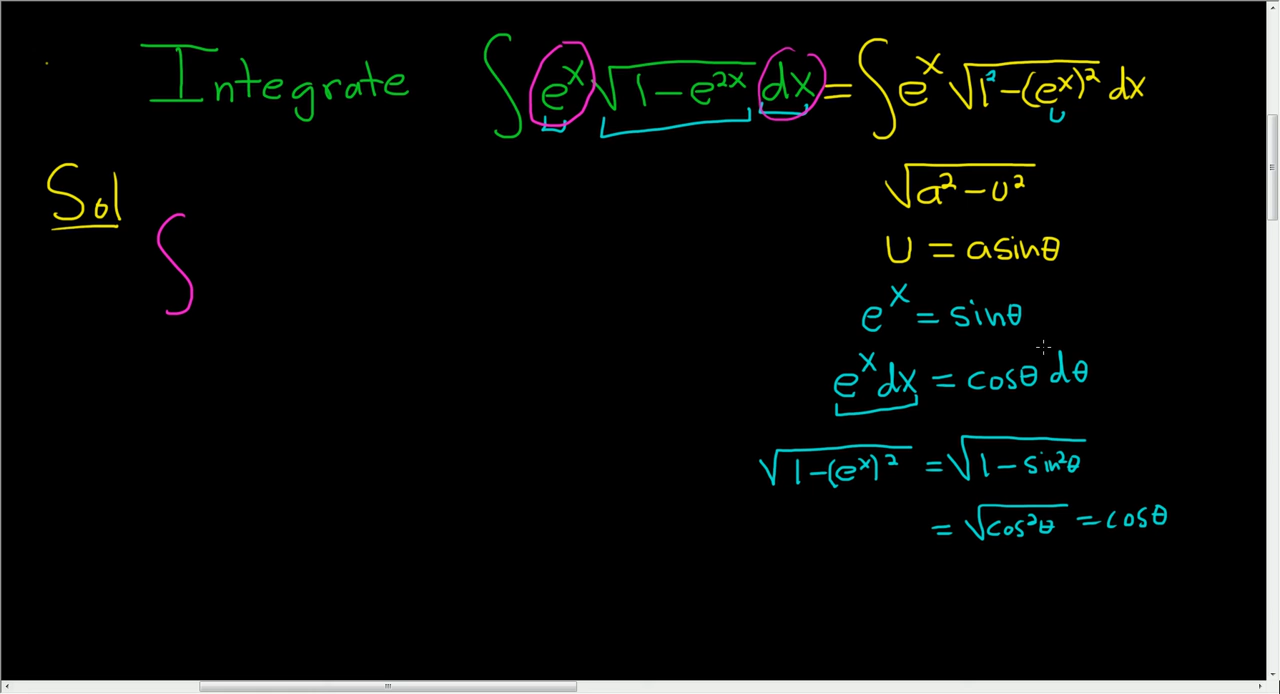 Integrate ∫ e^x √(1 − e^{2x}) dx = ∫ e^x √(1² − (e^x)²) dx
u
Sol
∫
√(a² − u²)
u = a sinθ
e^x = sinθ
e^x dx = cosθ dθ
√(1 − (e^x)²) = √(1 − sin²θ)
= √(cos²θ) = cosθ